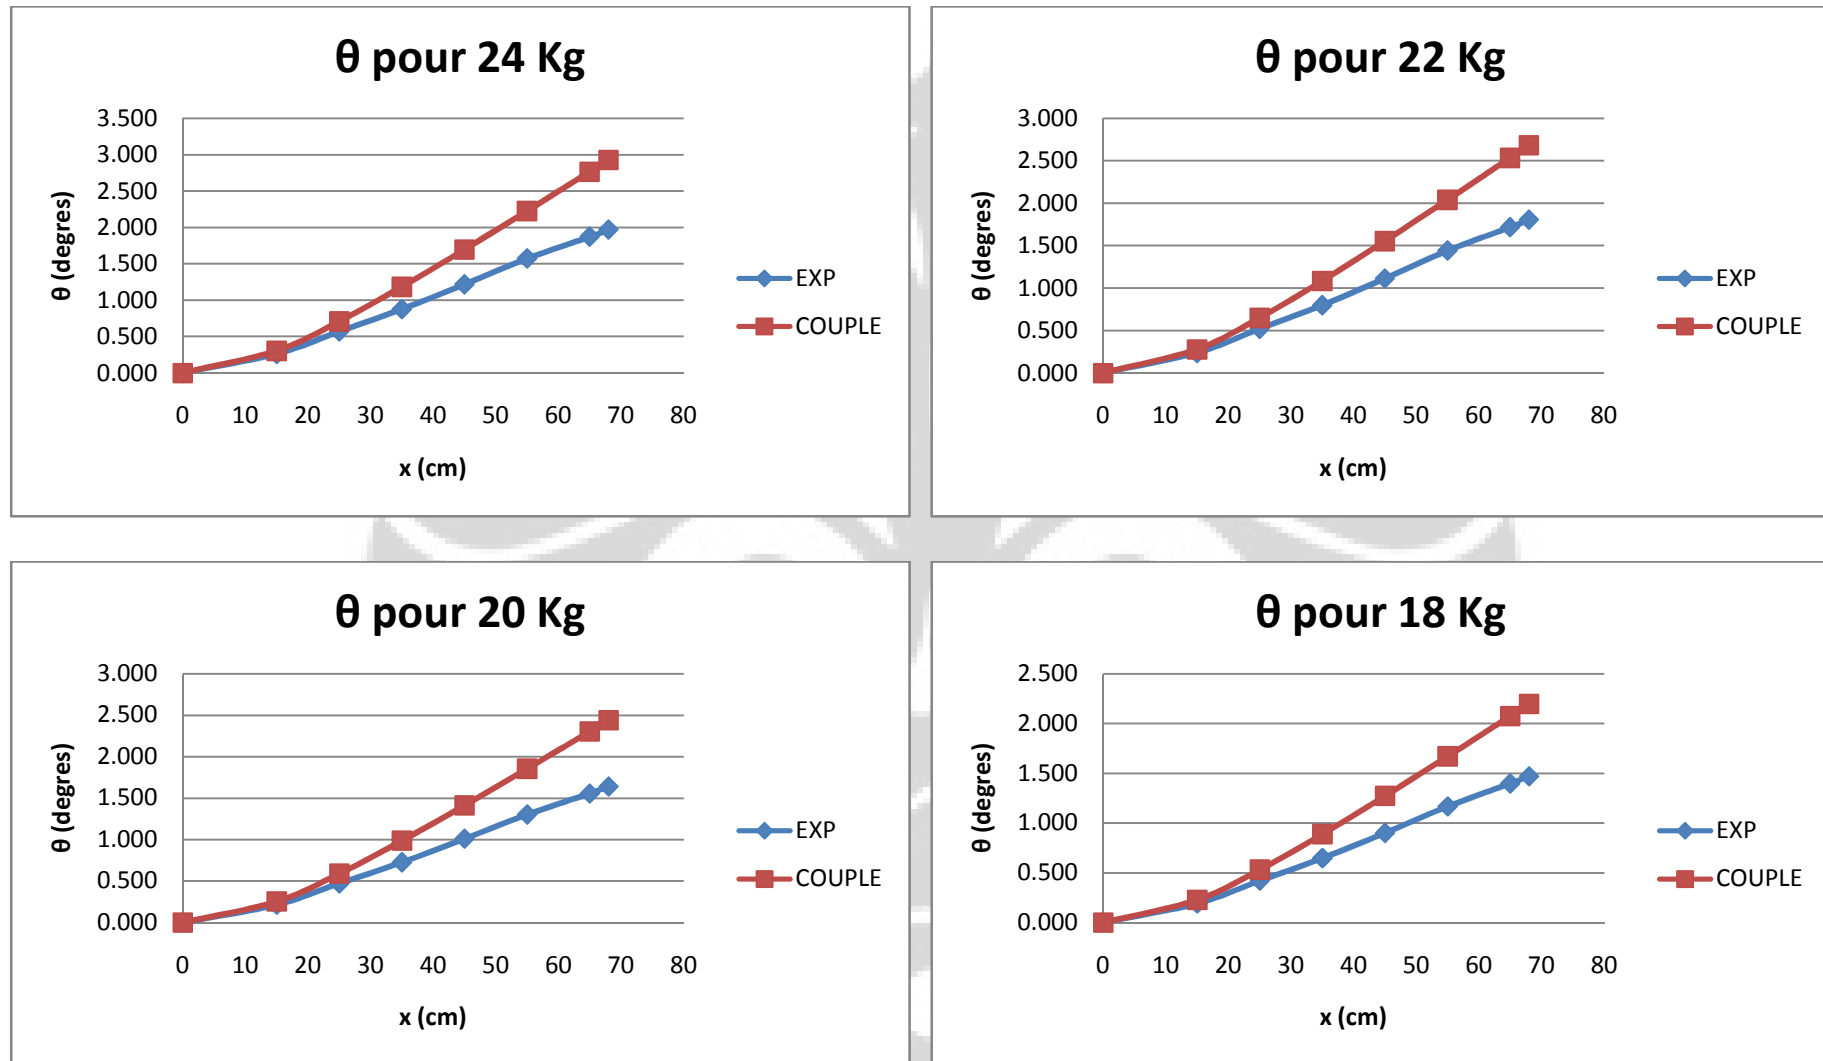 θ pour 24 Kg
3.500
3.000
2.500
2.000
1.500
1.000
0.500
0.000
0 10 20 30 40 50 60 70 80
θ (degres)
x (cm)
EXP
COUPLE
θ pour 22 Kg
3.000
2.500
2.000
1.500
1.000
0.500
0.000
0 10 20 30 40 50 60 70 80
θ (degres)
x (cm)
EXP
COUPLE
θ pour 20 Kg
3.000
2.500
2.000
1.500
1.000
0.500
0.000
0 10 20 30 40 50 60 70 80
θ (degres)
x (cm)
EXP
COUPLE
θ pour 18 Kg
2.500
2.000
1.500
1.000
0.500
0.000
0 10 20 30 40 50 60 70 80
θ (degres)
x (cm)
EXP
COUPLE